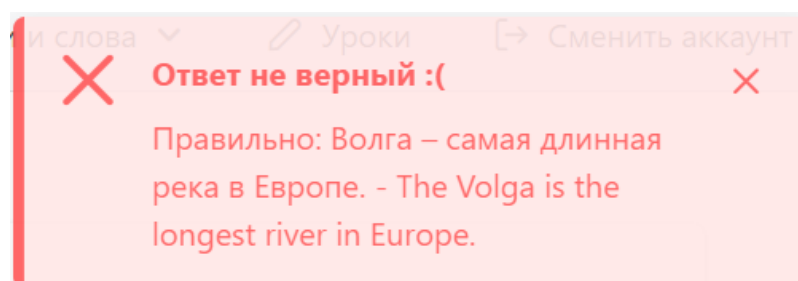 и слова Уроки Сменить аккаунт
Ответ не верный :(
Правильно: Волга – самая длинная
река в Европе. - The Volga is the
longest river in Europe.